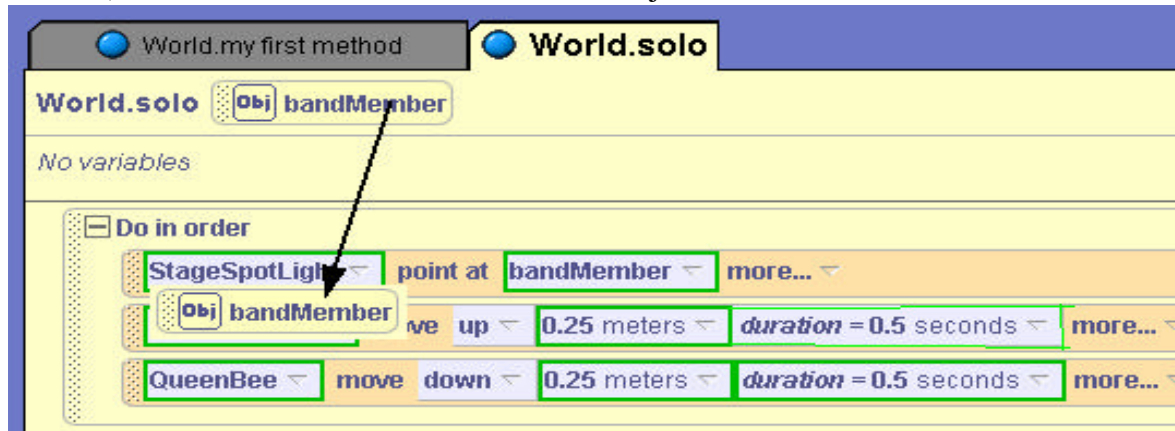 World.my first method World.solo
World.solo Obj bandMember
No variables
Do in order
StageSpotLigh point at bandMember more...
Obj bandMember ve up 0.25 meters duration = 0.5 seconds more...
QueenBee move down 0.25 meters duration = 0.5 seconds more...